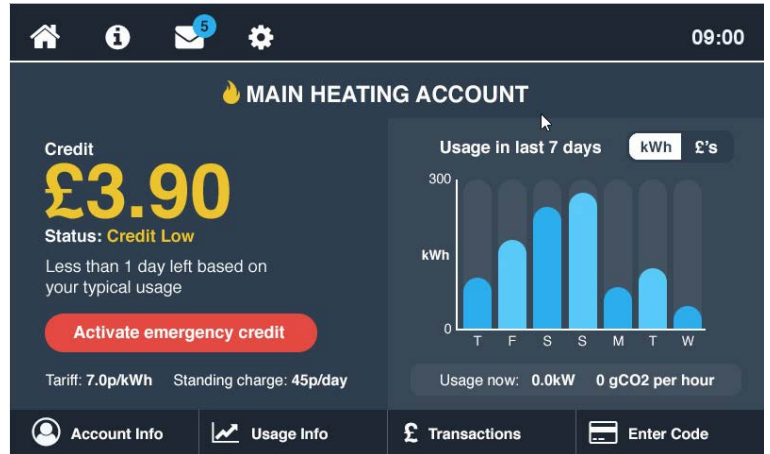 5
09:00
MAIN HEATING ACCOUNT
Credit
£3.90
Status: Credit Low
Less than 1 day left based on
your typical usage
Activate emergency credit
Tariff: 7.0p/kWh Standing charge: 45p/day
Usage in last 7 days
kWh £'s
300
kWh
0
T F S S M T W
Usage now: 0.0kW 0 gCO2 per hour
Account Info
Usage Info
£ Transactions
Enter Code